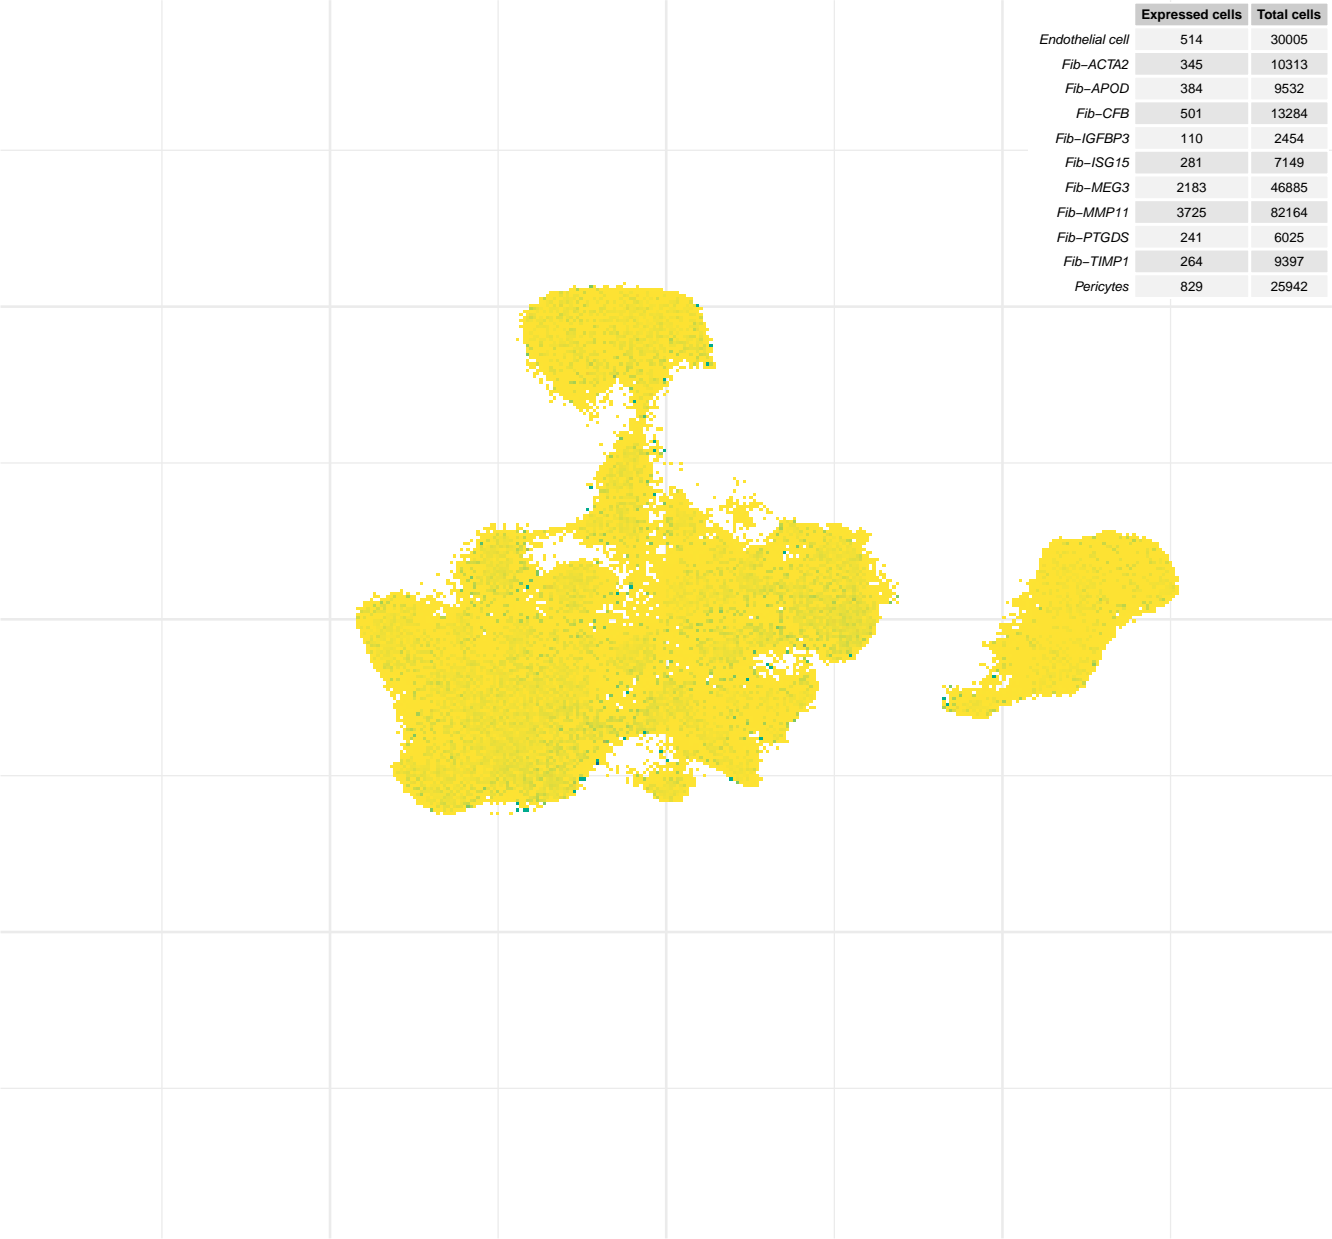 Expressed cells Total cells
Endothelial cell 514 30005
Fib−ACTA2 345 10313
Fib−APOD 384 9532
Fib−CFB 501 13284
Fib−IGFBP3 110 2454
Fib−ISG15 281 7149
Fib−MEG3 2183 46885
Fib−MMP11 3725 82164
Fib−PTGDS 241 6025
Fib−TIMP1 264 9397
Pericytes 829 25942